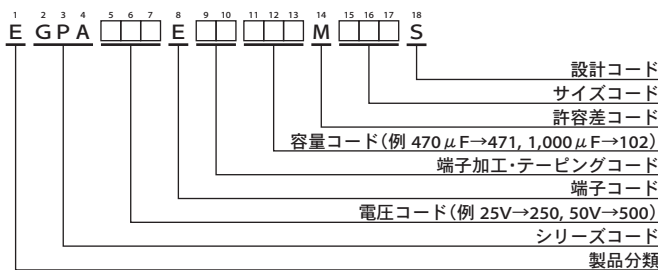 1 2 3 4 5 6 7 8 9 10 11 12 13 14 15 16 17 18
E G P A □□□ E □□ □□□ M □□□ S
設計コード
サイズコード
許容差コード
容量コード(例 470μF→471, 1,000μF→102)
端子加工・テーピングコード
端子コード
電圧コード(例 25V→250, 50V→500)
シリーズコード
製品分類